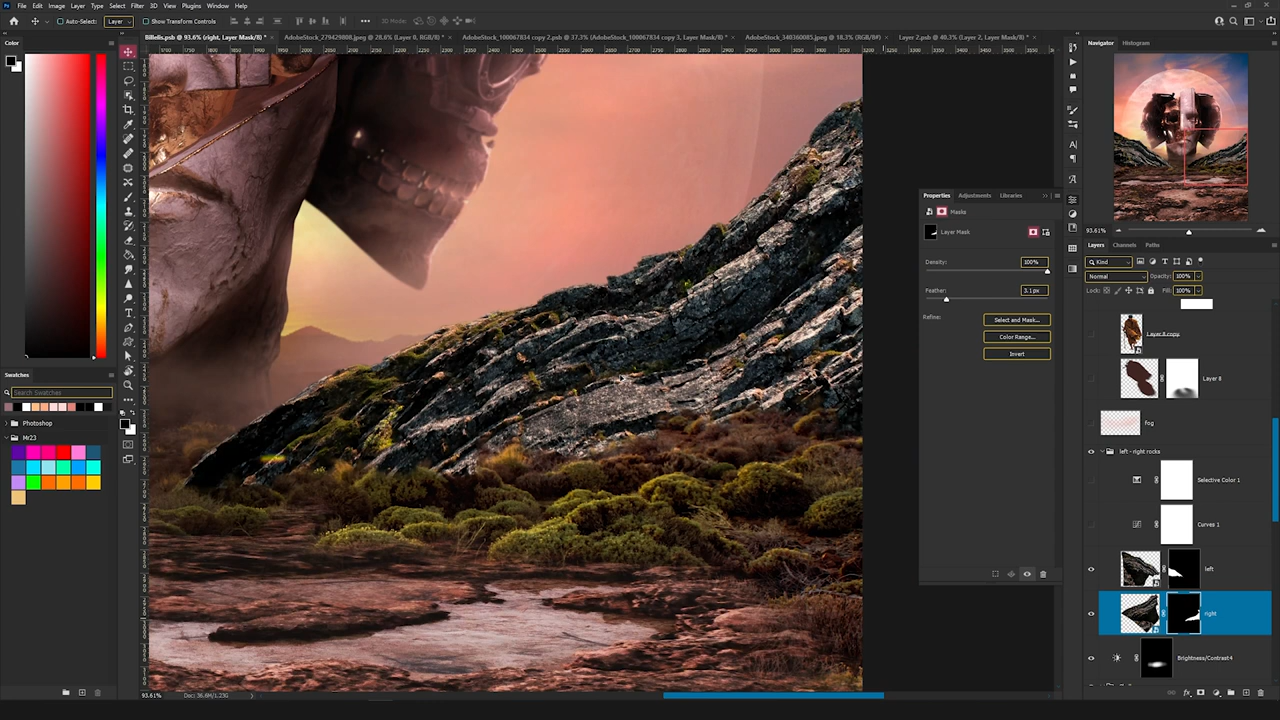 File Edit Image Layer Type Select Filter 3D View Plugins Window Help
Auto-Select: Layer Show Transform Controls 3D Mode:
Billelis.psb @ 93.6% (right, Layer Mask/8) * AdobeStock_279429808.jpeg @ 28.6% (Layer 0, RGB/8) * AdobeStock_100067834 copy 2.psb @ 37.3% (AdobeStock_100067834 copy 3, Layer Mask/8) * AdobeStock_340360085.jpeg @ 18.3% (RGB/8#) Layer 2.psb @ 40.3% (Layer 2, RGB/8) *
Color
Navigator Histogram
Properties Adjustments Libraries
Masks
Layer Mask
93.61%
Layers Channels Paths
Density: 100%
Kind
Normal Opacity: 100%
Feather: 3.1 px
Lock: Fill: 100%
Refine: Select and Mask...
Color Range...
Layer 8 copy
Invert
Swatches
Layer 8
Search Swatches
Photoshop
fog
Mr23
left - right rocks
Selective Color 1
Curves 1
left
right
Brightness/Contrast 4
93.61% Doc: 36.6M/1.23G